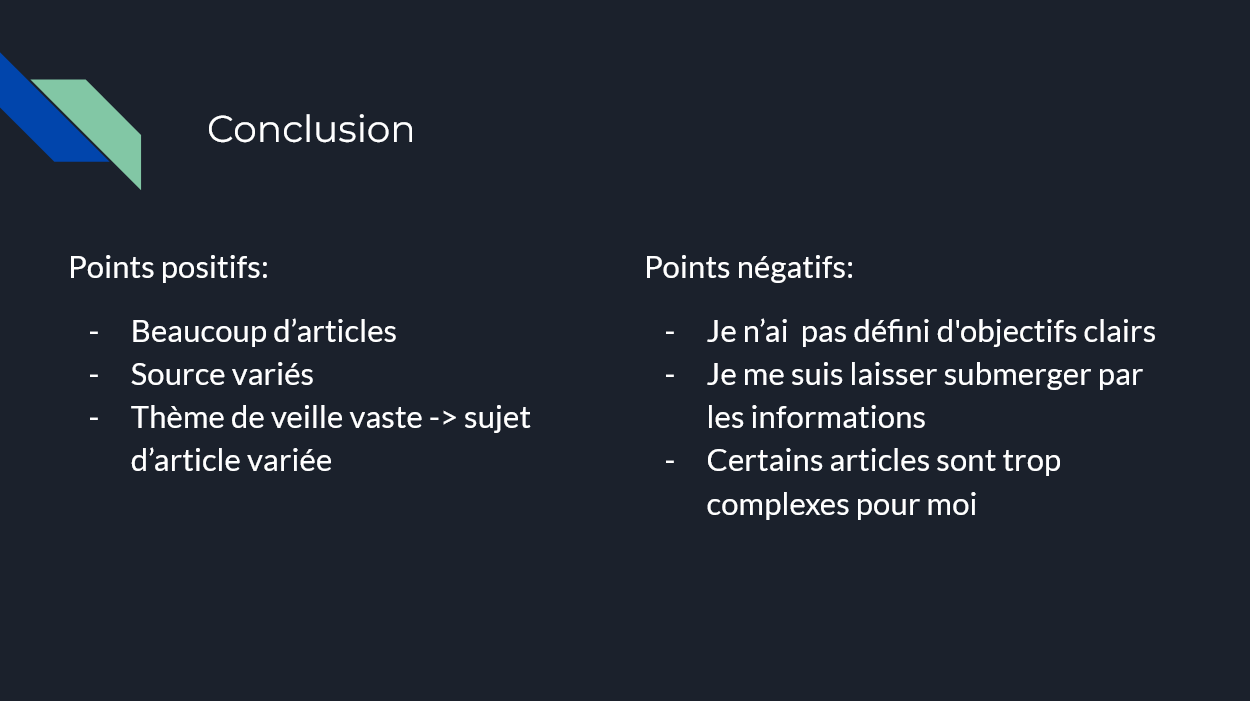 Conclusion
Points positifs:
- Beaucoup d’articles
- Source variés
- Thème de veille vaste -> sujet
d’article variée
Points négatifs:
- Je n’ai  pas défini d'objectifs clairs
- Je me suis laisser submerger par
les informations
- Certains articles sont trop
complexes pour moi